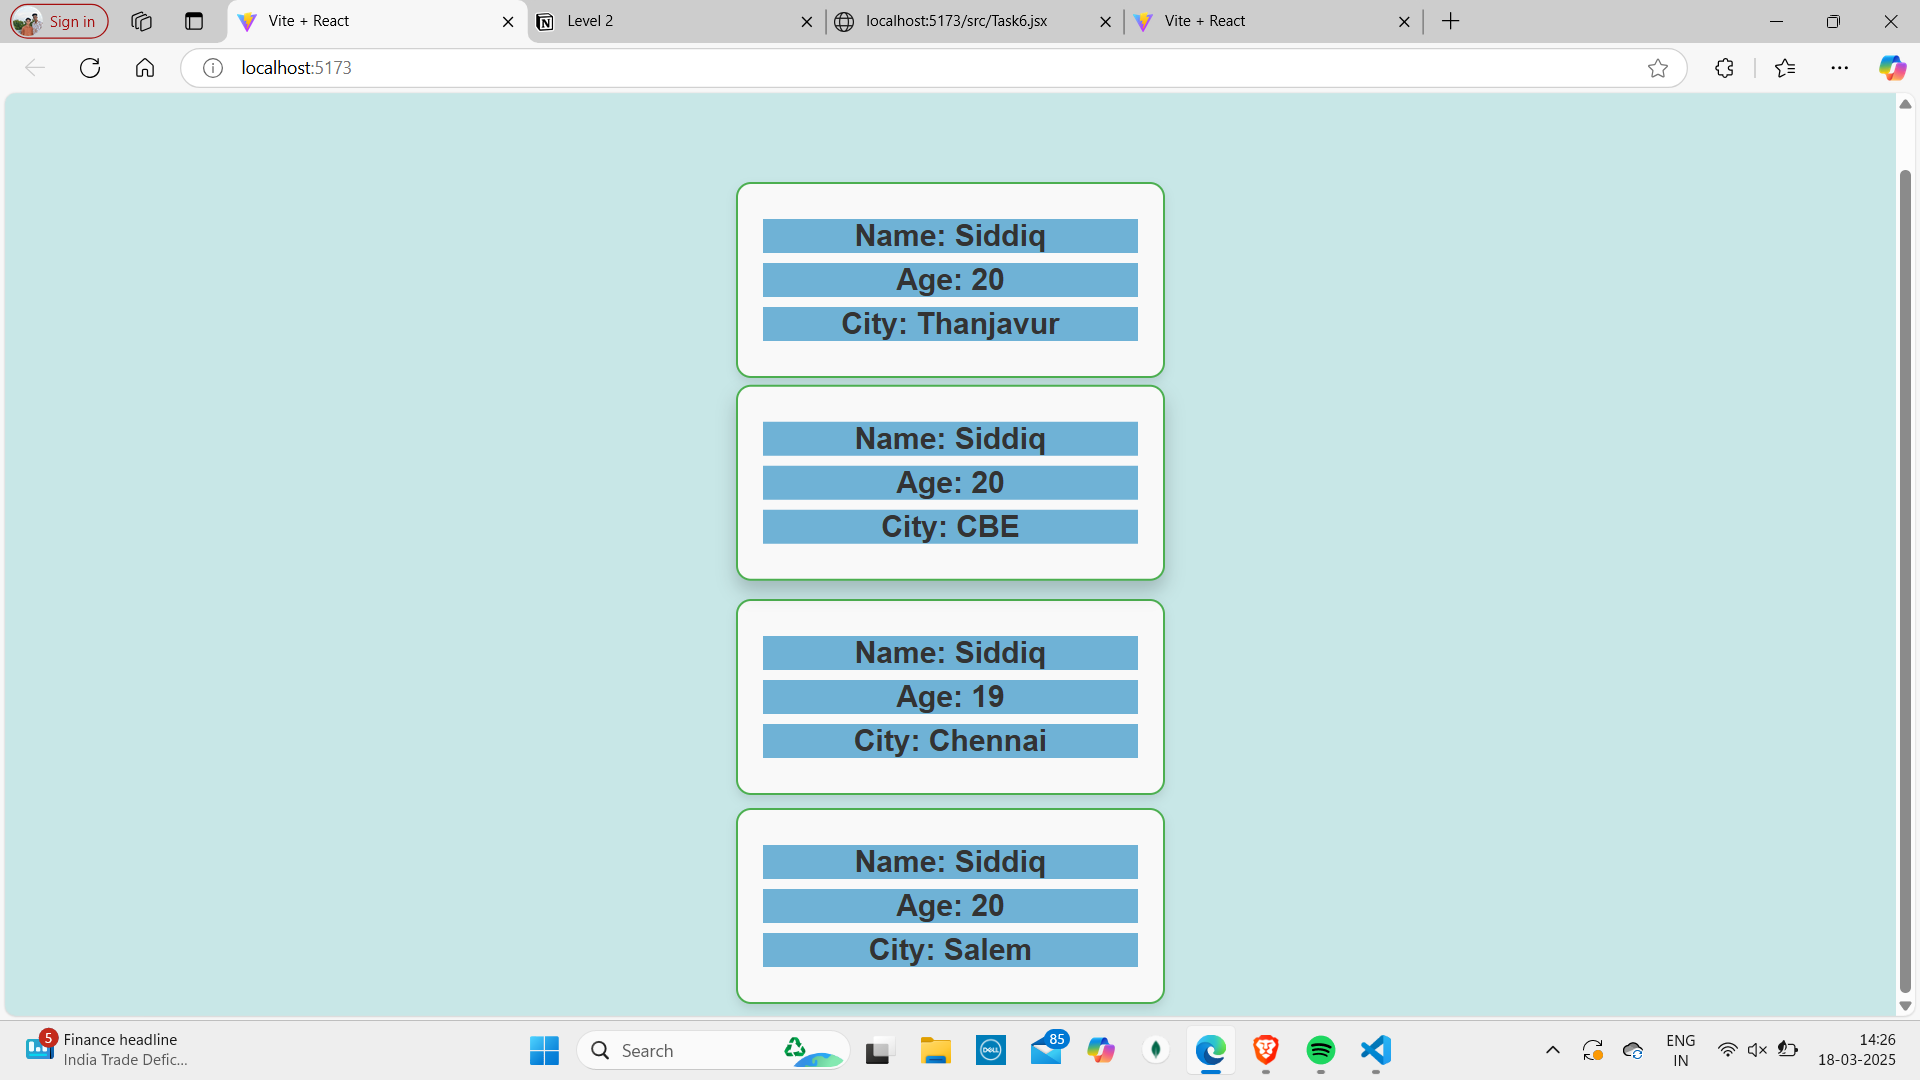 Sign in
Vite + React
Level 2
localhost:5173/src/Task6.jsx
Vite + React
localhost:5173
Name: Siddiq
Age: 20
City: Thanjavur
Name: Siddiq
Age: 20
City: CBE
Name: Siddiq
Age: 19
City: Chennai
Name: Siddiq
Age: 20
City: Salem
5
Finance headline
India Trade Defic...
Search
DELL
85
ENG
IN
14:26
18-03-2025